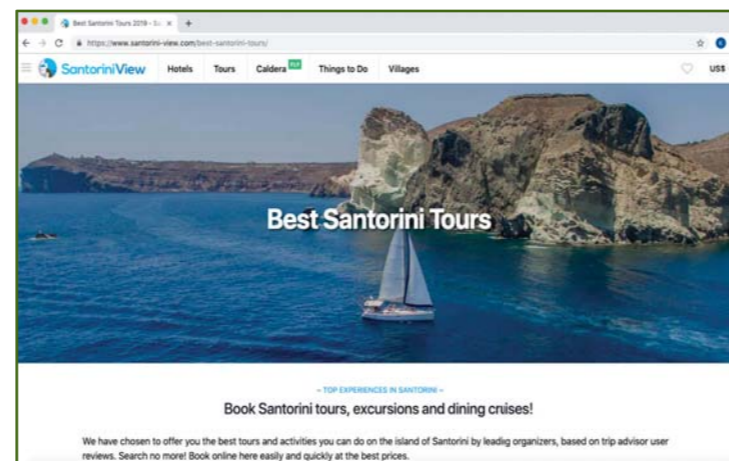 Best Santorini Tours 2019 - Sa
https://www.santorini-view.com/best-santorini-tours/
SantoriniView Hotels Tours Caldera FLY Things to Do Villages US$
Best Santorini Tours
~ TOP EXPERIENCES IN SANTORINI ~
Book Santorini tours, excursions and dining cruises!
We have chosen to offer you the best tours and activities you can do on the island of Santorini by leadig organizers, based on trip advisor user
reviews. Search no more! Book online here easily and quickly at the best prices.